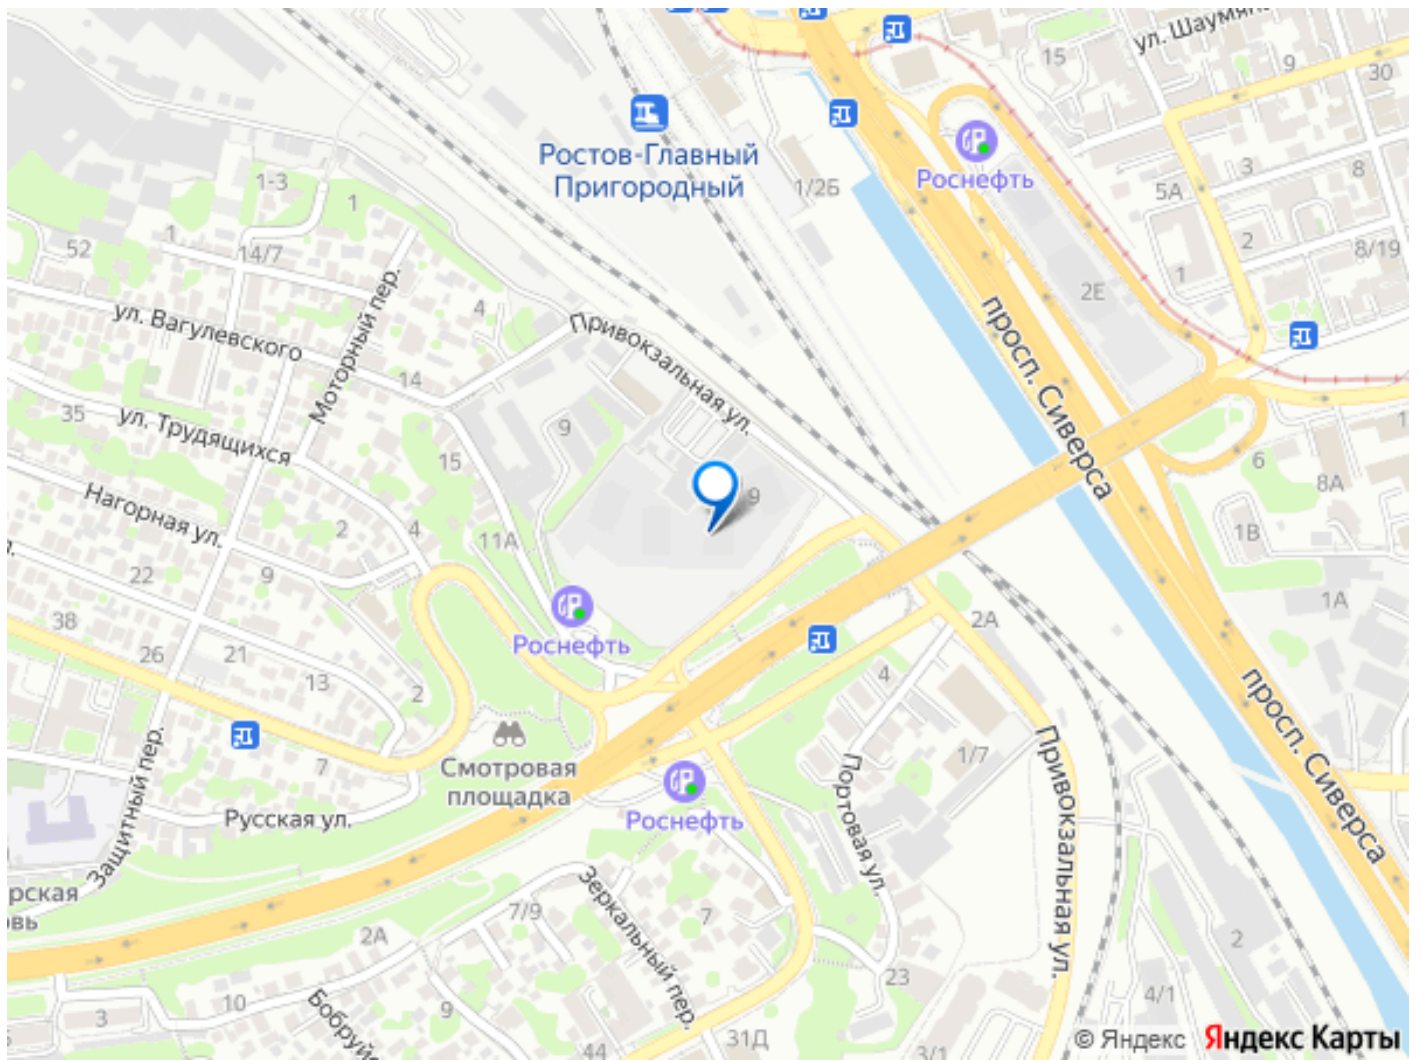 ул. Шаумяна
15
9
30
Ростов-Главный
Пригородный
1/2Б
Роснефть
3
8
5А
2
8/19
1
2Е
1-3
1
52
1
14/7
4
ул. Вагулевского
Моторный пер.
Привокзальная ул.
просп. Сиверса
14
35
ул. Трудящихся
15
9
9
6
8А
1В
1А
Нагорная ул.
2
4
11А
22
9
38
Роснефть
2А
26
21
13
2
4
7
Смотровая
площадка
1/7
Роснефть
Портовая ул.
Привокзальная ул.
просп. Сиверса
Защитный пер.
Русская ул.
рская
овь
7/9
2А
Зеркальный пер.
7
23
2
4/1
10
3
9
44
31Д
3/1
© Яндекс Яндекс Карты